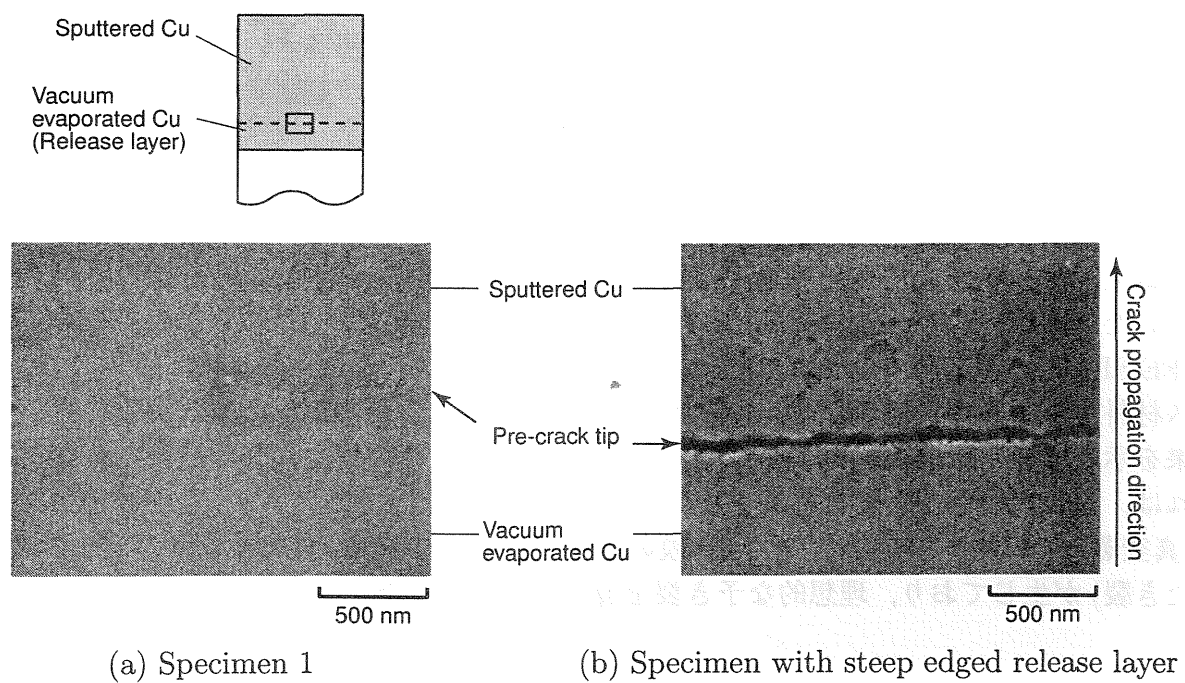 Sputtered Cu
Vacuum
evaporated Cu
(Release layer)
Sputtered Cu
Pre-crack tip
Vacuum
evaporated Cu
Crack propagation direction
500 nm
500 nm
(a) Specimen 1
(b) Specimen with steep edged release layer